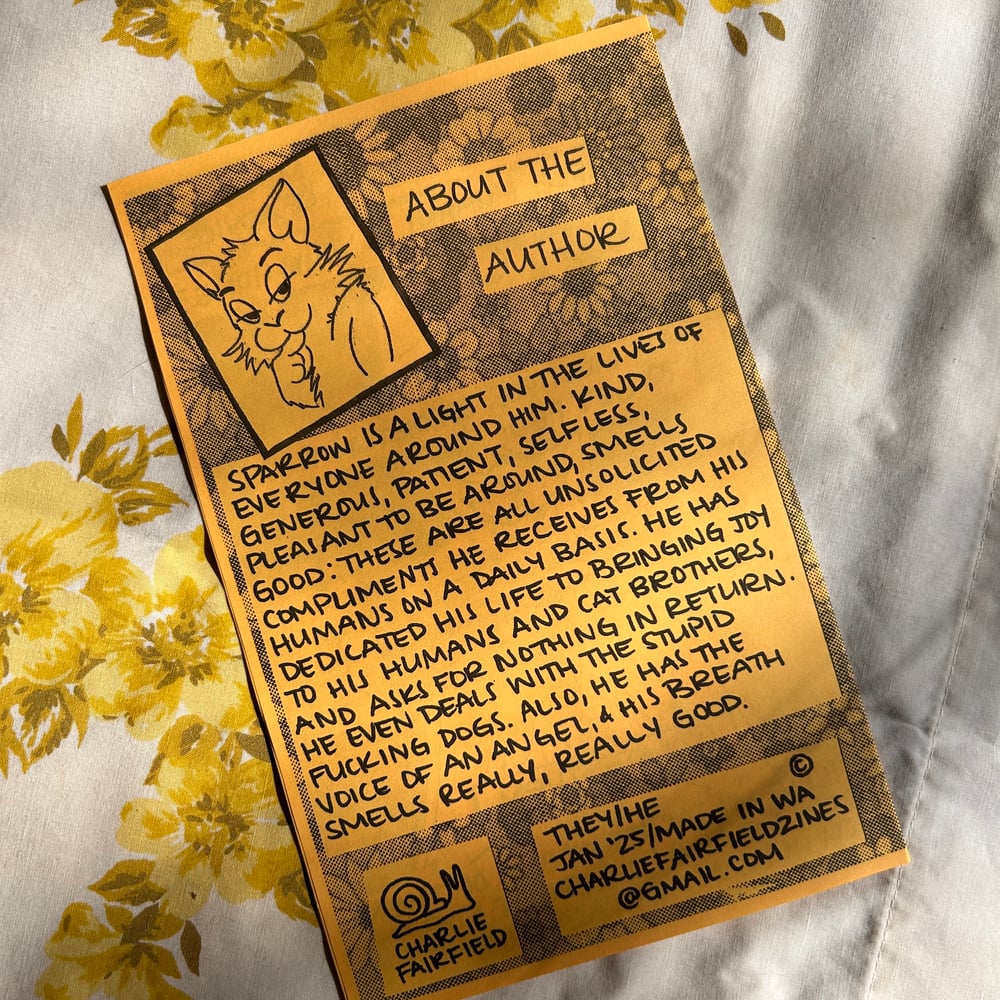 ABOUT THE
AUTHOR
SPARROW IS A LIGHT IN THE LIVES OF
EVERYONE AROUND HIM. KIND,
GENEROUS, PATIENT, SELFLESS,
PLEASANT TO BE AROUND, SMELLS
GOOD: THESE ARE ALL UNSOLICITED
COMPLIMENTS HE RECEIVES FROM HIS
HUMANS ON A DAILY BASIS. HE HAS
DEDICATED HIS LIFE TO BRINGING JOY
TO HIS HUMANS AND CAT BROTHERS,
AND ASKS FOR NOTHING IN RETURN.
HE EVEN DEALS WITH THE STUPID
FUCKING DOGS. ALSO, HE HAS THE
VOICE OF AN ANGEL, & HIS BREATH
SMELLS REALLY, REALLY GOOD.
CHARLIE
FAIRFIELD
©
THEY/HE
JAN '25/MADE IN WA
CHARLIEFAIRFIELDZINES
@GMAIL.COM